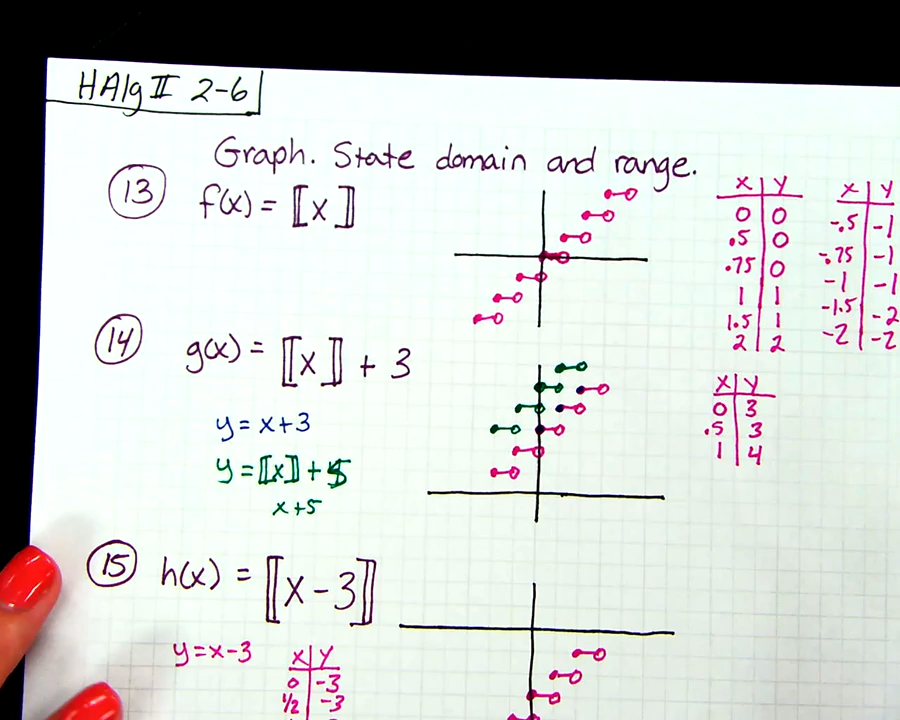 HAlg II 2-6
Graph. State domain and range.
13 f(x) = [[x]]
x | y
0 | 0
.5 | 0
.75 | 0
1 | 1
1.5 | 1
2 | 2
x | y
-.5 | -1
-.75 | -1
-1 | -1
-1.5 | -2
-2 | -2
14 g(x) = [[x]] + 3
y = x+3
y = [[x]] + 5
x+5
x | y
0 | 3
.5 | 3
1 | 4
15 h(x) = [[x-3]]
y = x-3
x | y
0 | -3
1/2 | -3